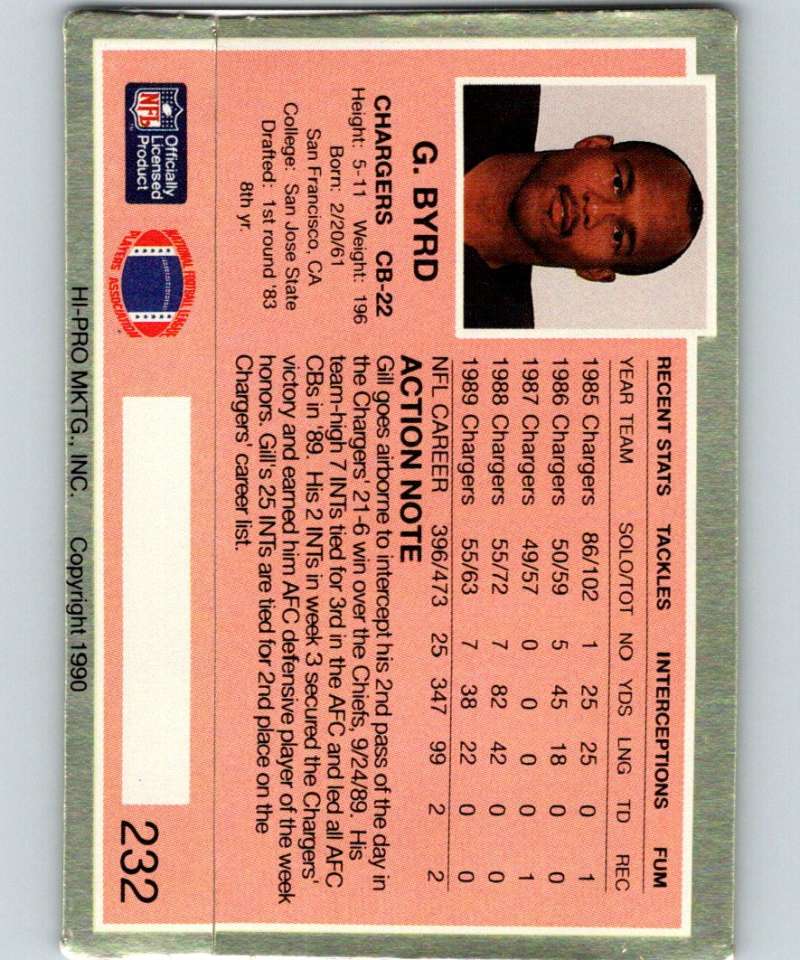 G. BYRD
CHARGERS CB-22
Height: 5-11 Weight: 196
Born: 2/20/61
San Francisco, CA
College: San Jose State
Drafted: 1st round '83
8th yr.
NFL
Officially
Licensed
Product
NATIONAL FOOTBALL LEAGUE
PLAYERS ASSOCIATION
RECENT STATS TACKLES INTERCEPTIONS FUM
YEAR TEAM SOLO/TOT NO YDS LNG TD REC
1985 Chargers 86/102 1 25 25 0 1
1986 Chargers 50/59 5 45 18 0 0
1987 Chargers 49/57 0 0 0 0 1
1988 Chargers 55/72 7 82 42 0 0
1989 Chargers 55/63 7 38 22 0 0
NFL CAREER 396/473 25 347 99 2 2
ACTION NOTE
Gill goes airborne to intercept his 2nd pass of the day in
the Chargers' 21-6 win over the Chiefs, 9/24/89. His
team-high 7 INTs tied for 3rd in the AFC and led all AFC
CBs in '89. His 2 INTs in week 3 secured the Chargers'
victory and earned him AFC defensive player of the week
honors. Gill's 25 INTs are tied for 2nd place on the
Chargers' career list.
232
HI-PRO MKTG., INC. Copyright 1990